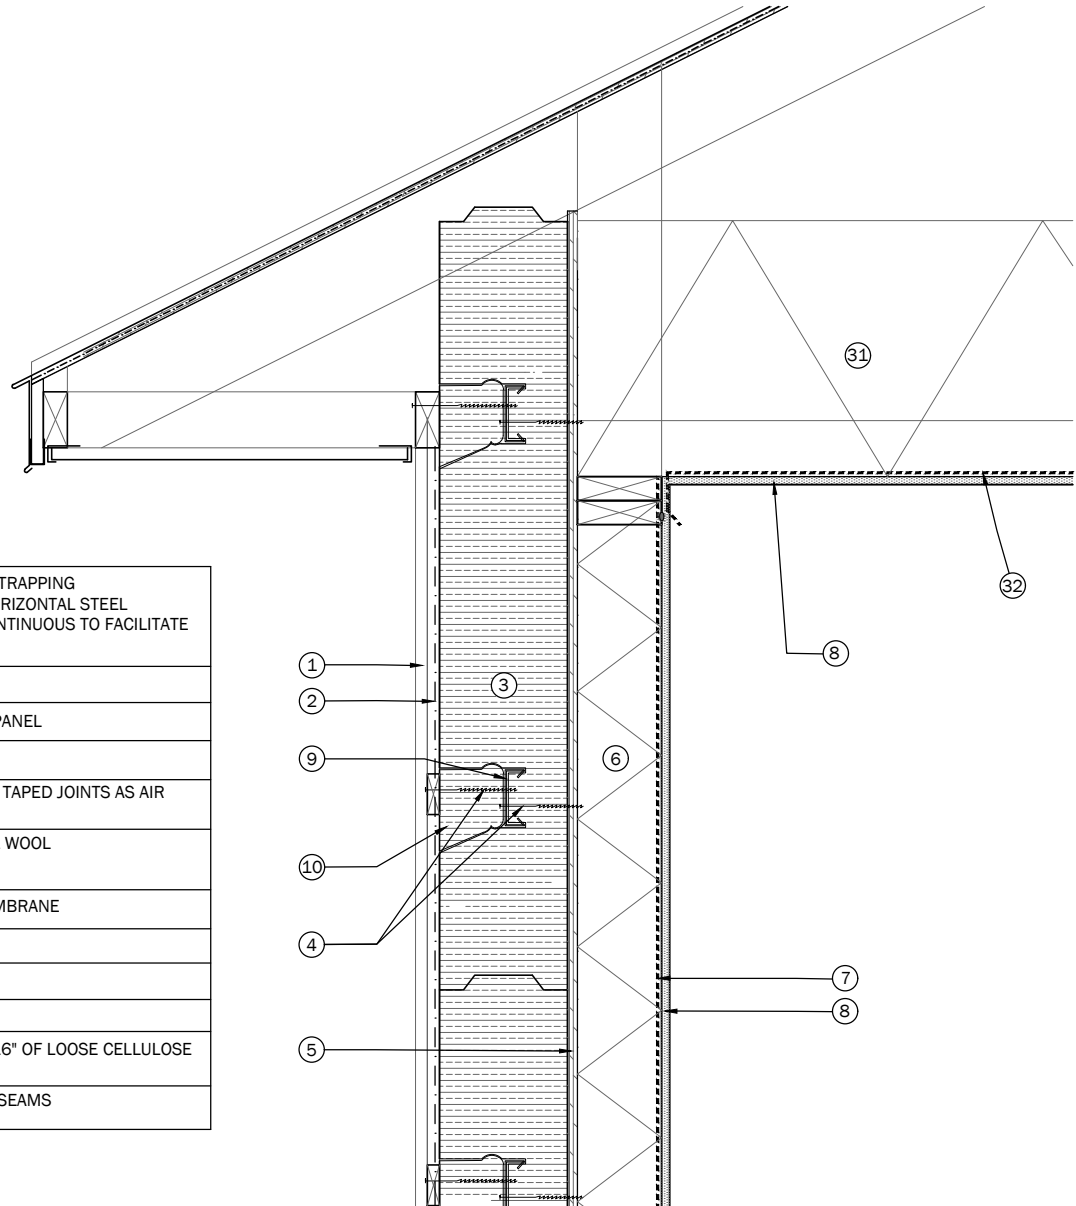 31
32
8
TRAPPING
RIZONTAL STEEL
NTINUOUS TO FACILITATE
PANEL
TAPED JOINTS AS AIR
WOOL
MBRANE
6" OF LOOSE CELLULOSE
SEAMS
1
2
3
9
6
10
4
7
8
5